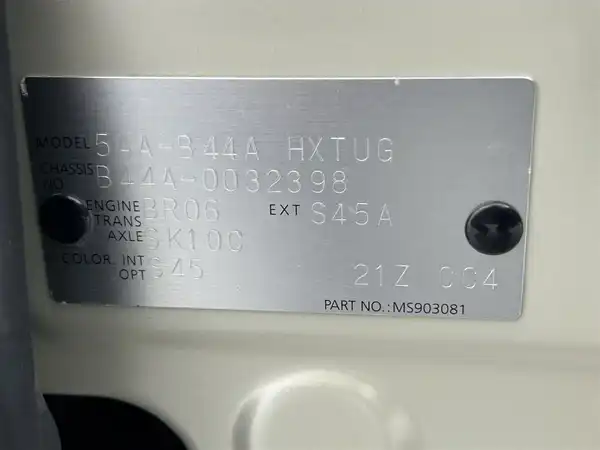 MODEL 5AA-B44A HXTUG
CHASSIS NO B44A-0032398
ENGINE BR06 EXT S45A
TRANS AXLE SK10C
COLOR. INT S45
OPT 21Z 004
PART NO.: MS903081